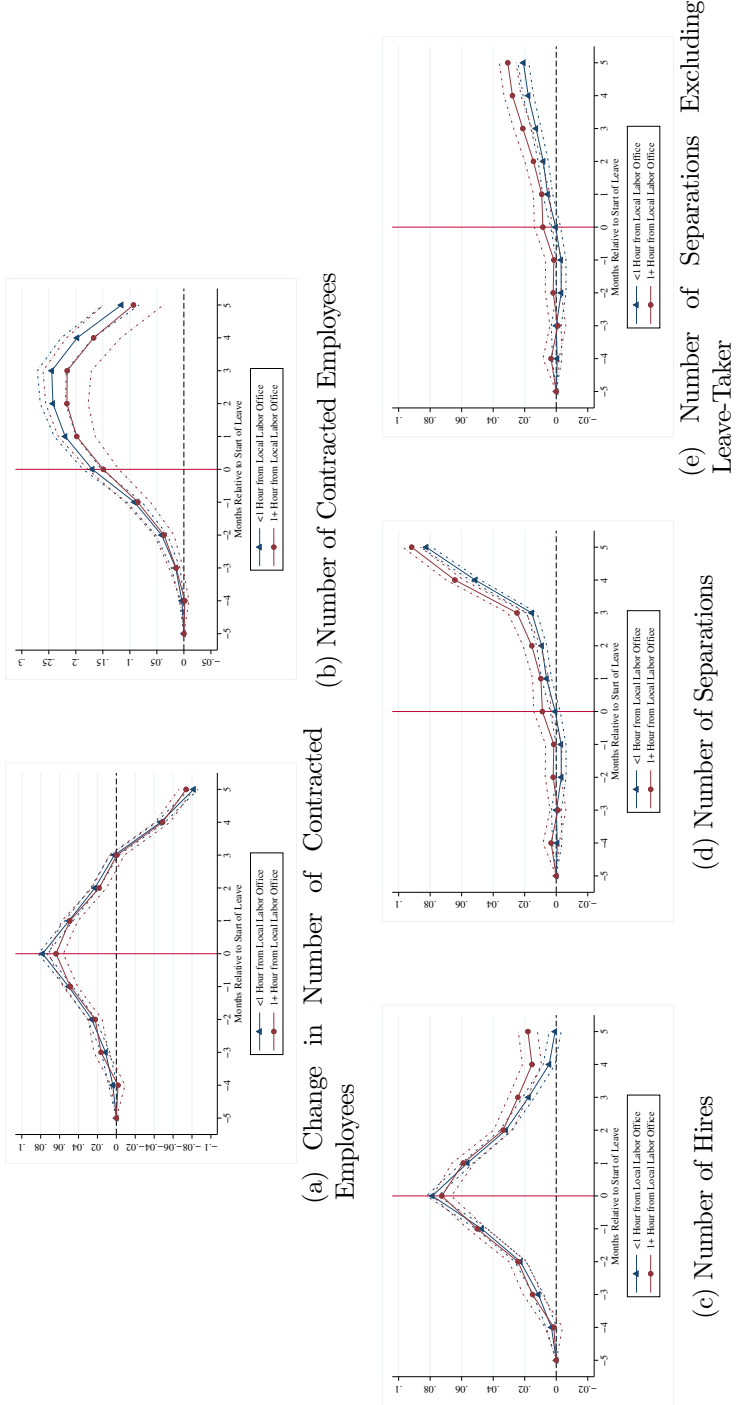 .1
.08
.06
.04
.02
0
-.02
-.04
-.06
-.08
-.1
-5 -4 -3 -2 -1 0 1 2 3 4 5
Months Relative to Start of Leave
<1 Hour from Local Labor Office
1+ Hour from Local Labor Office
(a) Change in Number of Contracted
Employees
.3
.25
.2
.15
.1
.05
0
-.05
-5 -4 -3 -2 -1 0 1 2 3 4 5
Months Relative to Start of Leave
<1 Hour from Local Labor Office
1+ Hour from Local Labor Office
(b) Number of Contracted Employees
.1
.08
.06
.04
.02
0
-.02
-5 -4 -3 -2 -1 0 1 2 3 4 5
Months Relative to Start of Leave
<1 Hour from Local Labor Office
1+ Hour from Local Labor Office
(c) Number of Hires
.1
.08
.06
.04
.02
0
-.02
-5 -4 -3 -2 -1 0 1 2 3 4 5
Months Relative to Start of Leave
<1 Hour from Local Labor Office
1+ Hour from Local Labor Office
(d) Number of Separations
.1
.08
.06
.04
.02
0
-.02
-5 -4 -3 -2 -1 0 1 2 3 4 5
Months Relative to Start of Leave
<1 Hour from Local Labor Office
1+ Hour from Local Labor Office
(e) Number of Separations Excluding
Leave-Taker